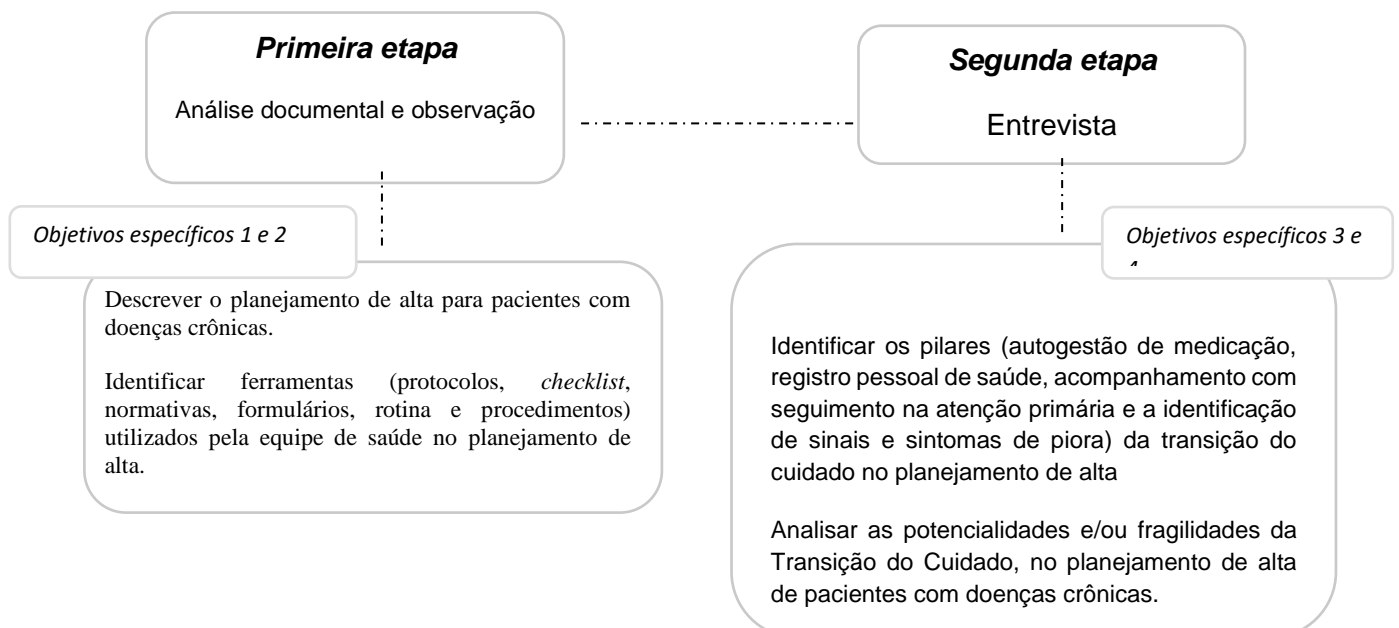 Primeira etapa
Análise documental e observação
Segunda etapa
Entrevista
Objetivos específicos 1 e 2
Descrever o planejamento de alta para pacientes com
doenças crônicas.
Identificar ferramentas (protocolos, checklist,
normativas, formulários, rotina e procedimentos)
utilizados pela equipe de saúde no planejamento de
alta.
Objetivos específicos 3 e
Identificar os pilares (autogestão de medicação,
registro pessoal de saúde, acompanhamento com
seguimento na atenção primária e a identificação
de sinais e sintomas de piora) da transição do
cuidado no planejamento de alta
Analisar as potencialidades e/ou fragilidades da
Transição do Cuidado, no planejamento de alta
de pacientes com doenças crônicas.